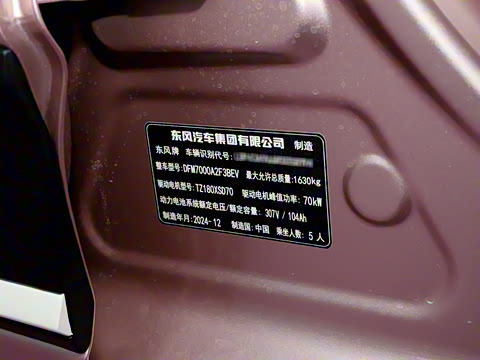 东风汽车集团有限公司 制造
东风牌 车辆识别代号:
整车型号:DFM7000A2F3BEV 最大允许总质量:1630kg
驱动电机型号:TZ180XSD70 驱动电机峰值功率: 70kW
动力电池系统额定电压/额定容量: 307V / 104Ah
制造年月:2024-12 制造国:中国 乘坐人数: 5 人